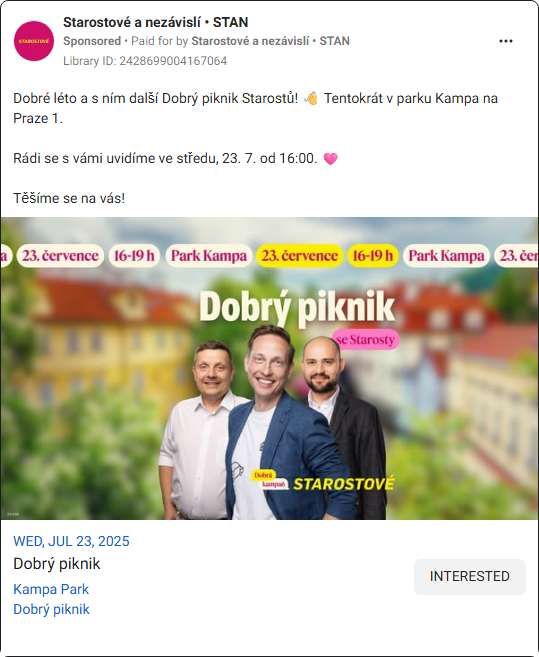 STAROSTOVÉ
Starostové a nezávislí • STAN
Sponsored • Paid for by Starostové a nezávislí • STAN
Library ID: 2428699004167064
Dobré léto a s ním další Dobrý piknik Starostů! 👋 Tentokrát v parku Kampa na
Praze 1.
Rádi se s vámi uvidíme ve středu, 23. 7. od 16:00. 💗
Těšíme se na vás!
a 23. července 16-19 h Park Kampa 23. července 16-19 h Park Kampa 23. čer
Dobrý piknik
se Starosty
Dobrá
kampaň
STAROSTOVÉ
WED, JUL 23, 2025
Dobrý piknik
Kampa Park
Dobrý piknik
INTERESTED